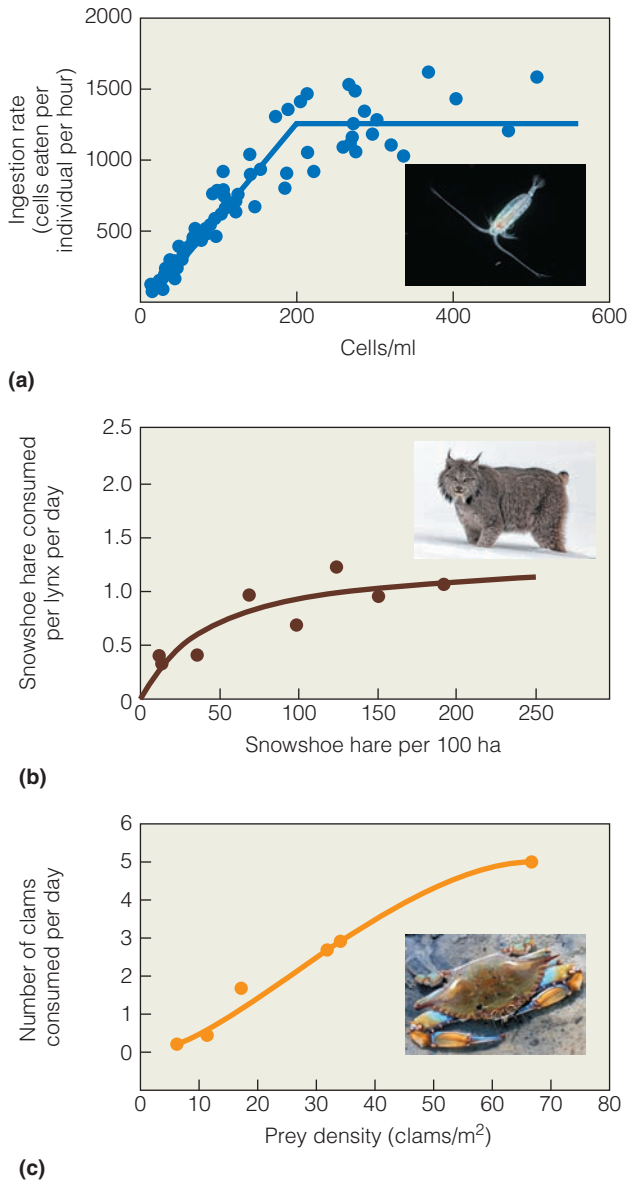 2000
1500
1000
500
Ingestion rate
(cells eaten per
individual per hour)
0
200
400
600
Cells/ml
(a)
2.5
2.0
1.5
1.0
0.5
0
Snowshoe hare consumed
per lynx per day
0
50
100
150
200
250
Snowshoe hare per 100 ha
(b)
6
5
4
3
2
1
0
Number of clams
consumed per day
0
10
20
30
40
50
60
70
80
Prey density (clams/m²)
(c)